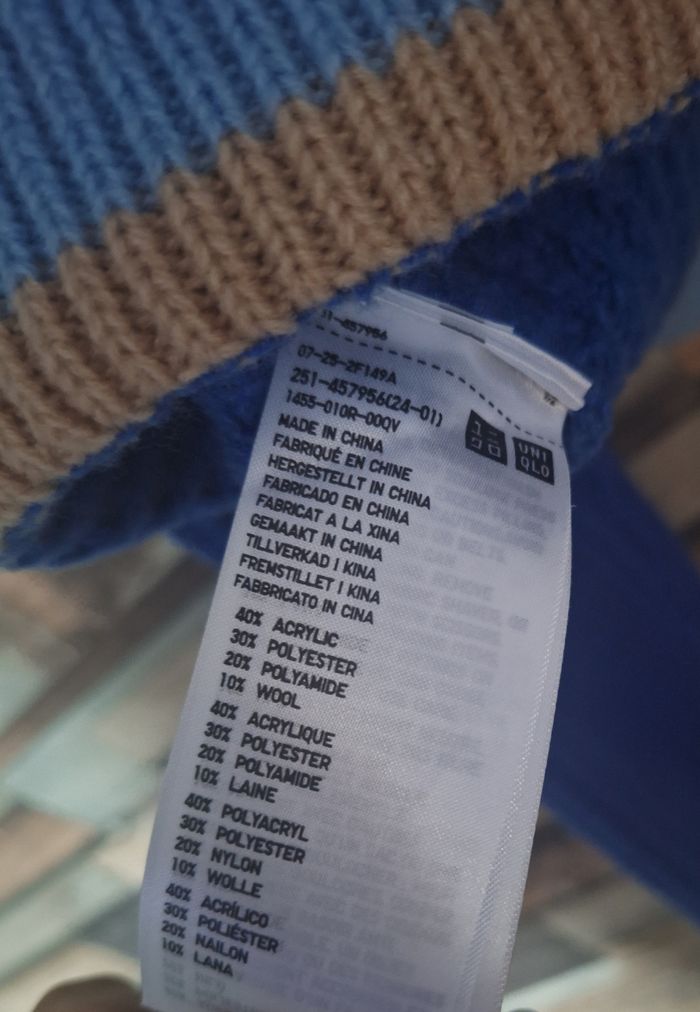 07-25-2F149A
251-457956(24-01)
1455-010R-00QV
ユニ
クロ
UNI
QLO
MADE IN CHINA
FABRIQUÉ EN CHINE
HERGESTELLT IN CHINA
FABRICADO EN CHINA
FABRICAT A LA XINA
GEMAAKT IN CHINA
TILLVERKAD I KINA
FREMSTILLET I KINA
FABBRICATO IN CINA
40% ACRYLIC
30% POLYESTER
20% POLYAMIDE
10% WOOL
40% ACRYLIQUE
30% POLYESTER
20% POLYAMIDE
10% LAINE
40% POLYACRYL
30% POLYESTER
20% NYLON
10% WOLLE
40% ACRÍLICO
30% POLIÉSTER
20% NAILON
10% LANA